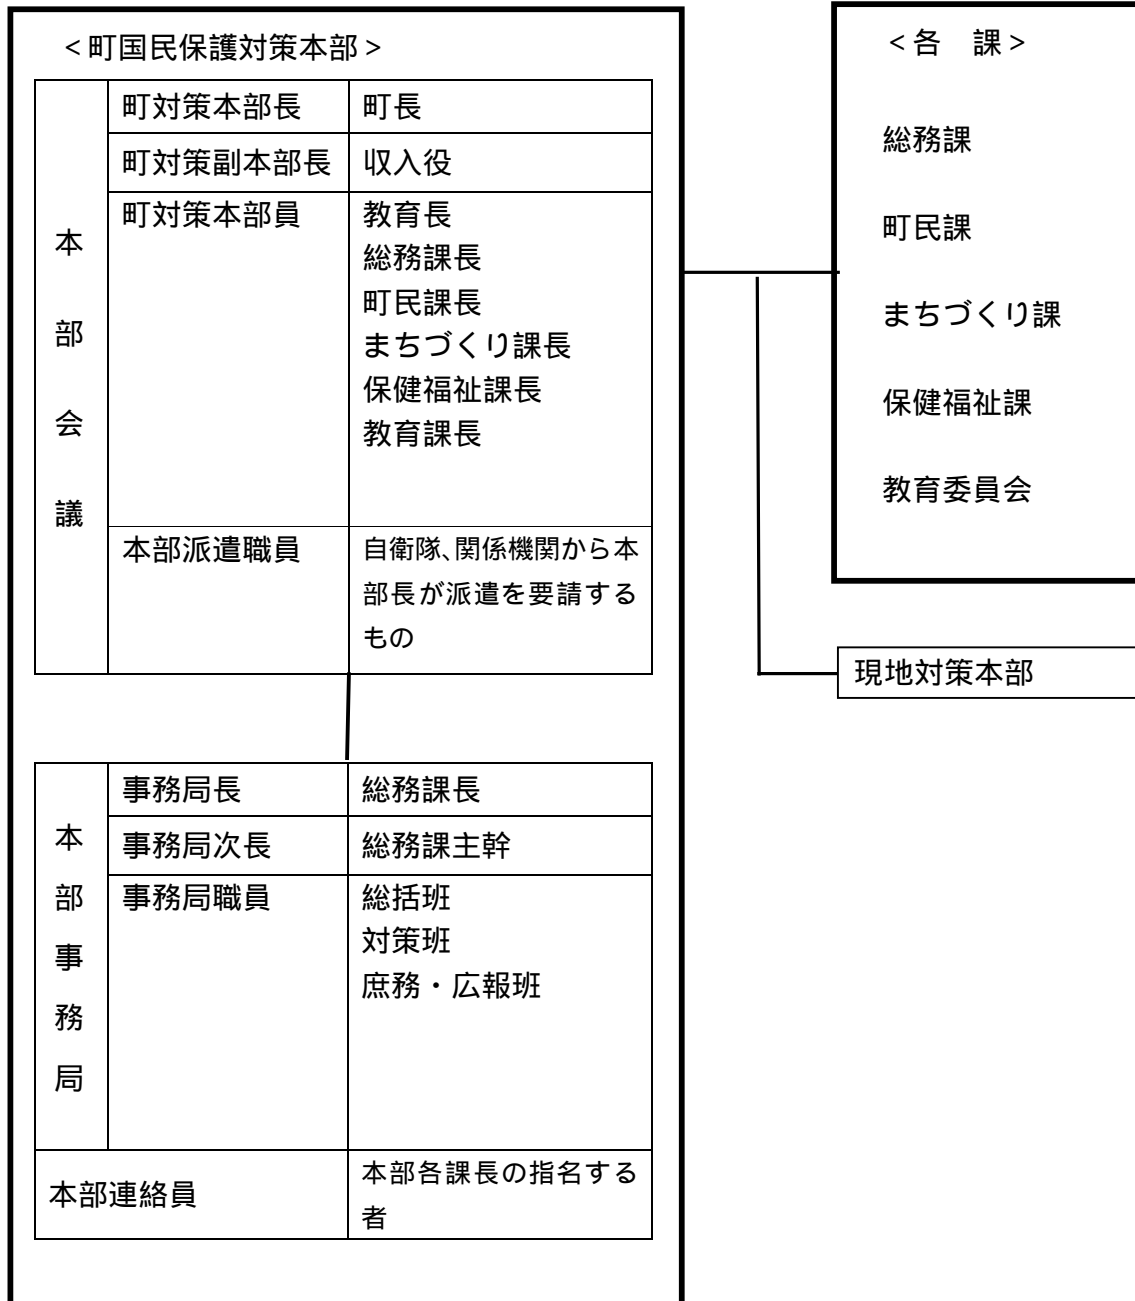 <町国民保護対策本部>
本部会議
町対策本部長
町長
町対策副本部長
収入役
町対策本部員
教育長
総務課長
町民課長
まちづくり課長
保健福祉課長
教育課長
本部派遣職員
自衛隊、関係機関から本
部長が派遣を要請する
もの
本部事務局
事務局長
総務課長
事務局次長
総務課主幹
事務局職員
総括班
対策班
庶務・広報班
本部連絡員
本部各課長の指名する
者
<各　課>
総務課
町民課
まちづくり課
保健福祉課
教育委員会
現地対策本部